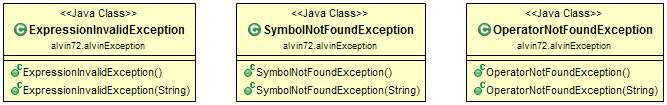 <<Java Class>>
ExpressionInvalidException
alvin72.alvinException
ExpressionInvalidException()
ExpressionInvalidException(String)
<<Java Class>>
SymbolNotFoundException
alvin72.alvinException
SymbolNotFoundException()
SymbolNotFoundException(String)
<<Java Class>>
OperatorNotFoundException
alvin72.alvinException
OperatorNotFoundException()
OperatorNotFoundException(String)